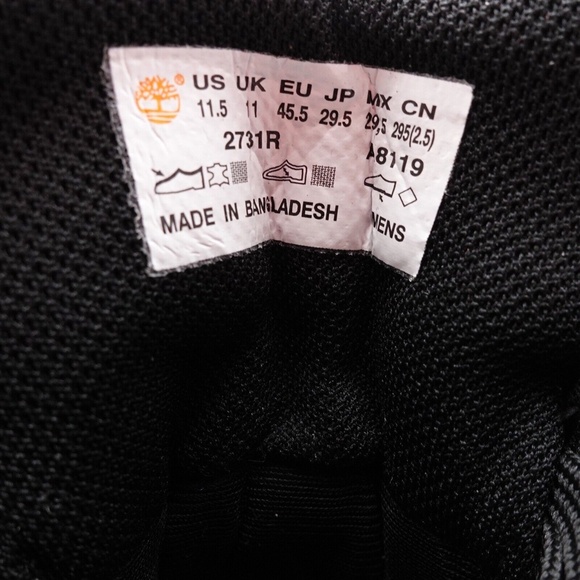 ® US UK EU JP MX CN
11.5 11 45.5 29.5 29,5 295(2.5)
2731R A8119
MADE IN BANGLADESH